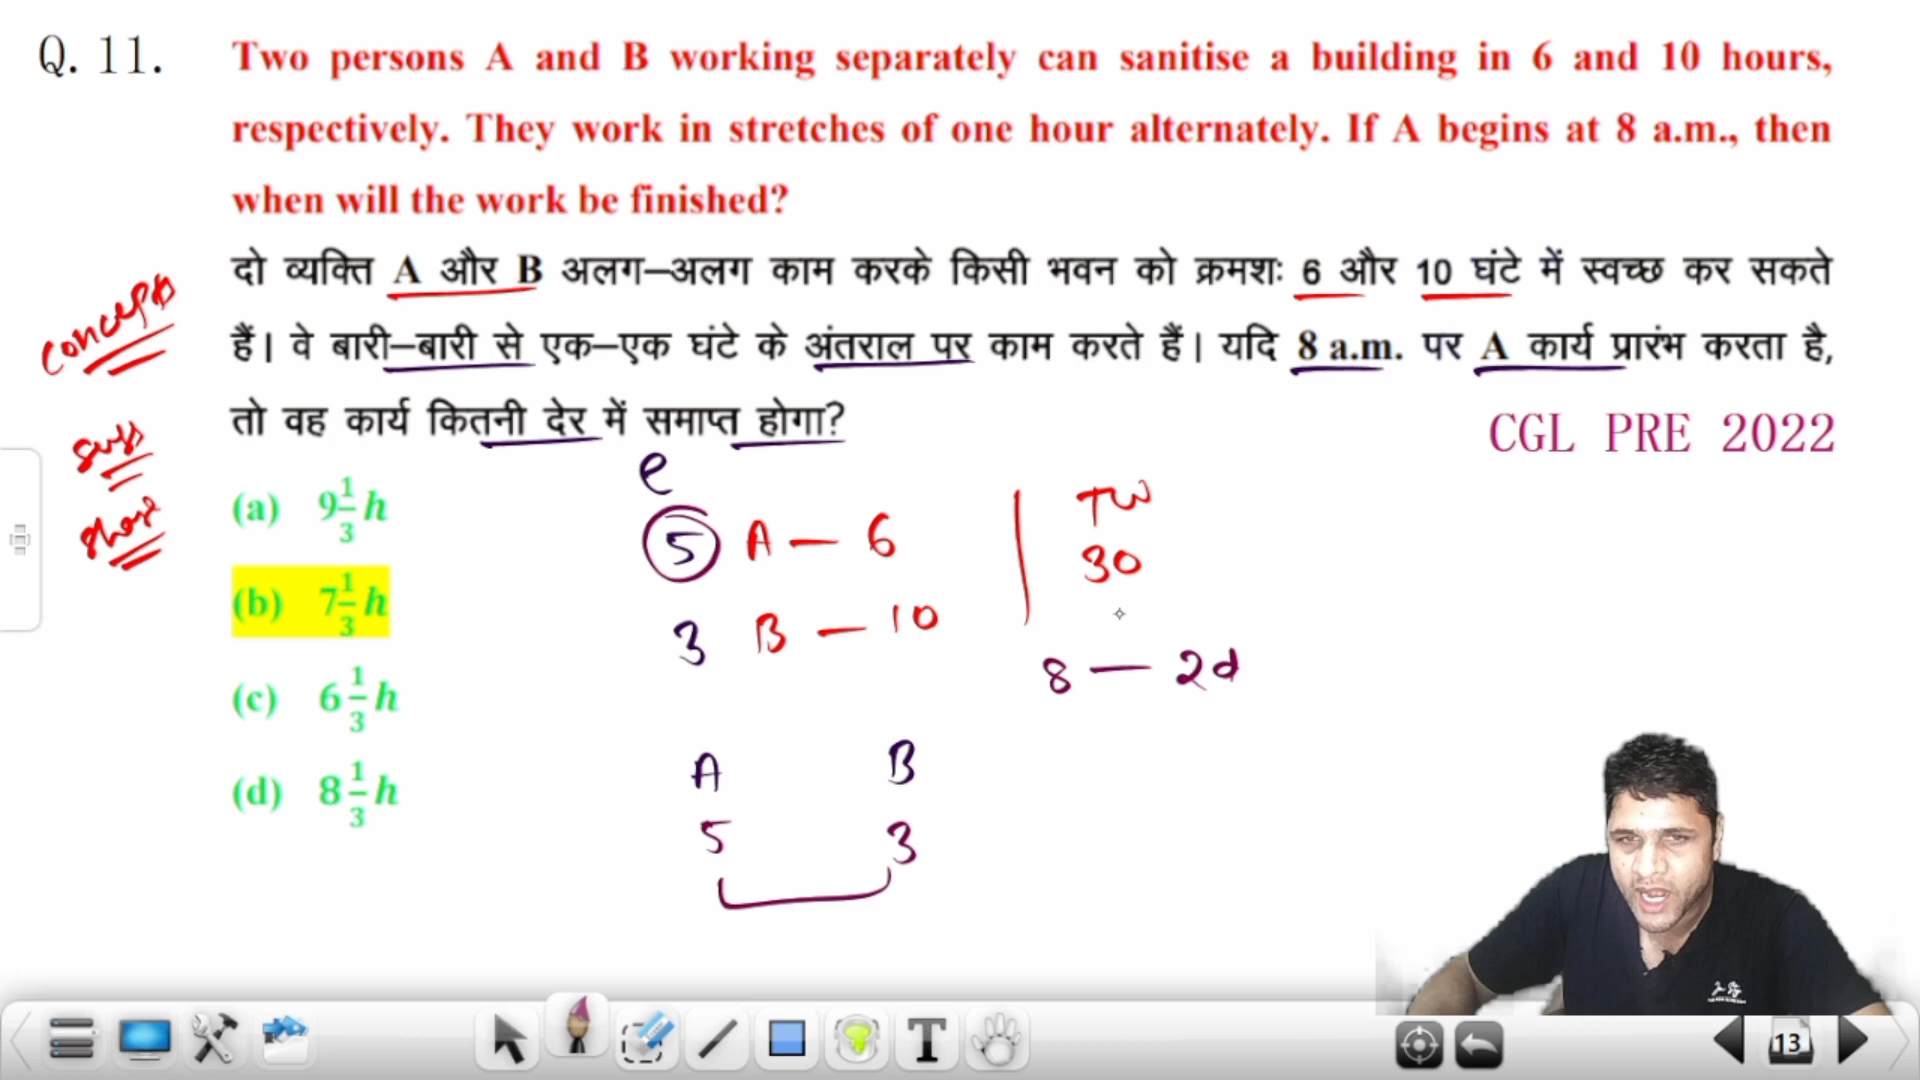 Q. 11. Two persons A and B working separately can sanitise a building in 6 and 10 hours,
respectively. They work in stretches of one hour alternately. If A begins at 8 a.m., then
when will the work be finished?
दो व्यक्ति A और B अलग–अलग काम करके किसी भवन को क्रमशः 6 और 10 घंटे में स्वच्छ कर सकते
हैं। वे बारी–बारी से एक–एक घंटे के अंतराल पर काम करते हैं। यदि 8 a.m. पर A कार्य प्रारंभ करता है,
तो वह कार्य कितनी देर में समाप्त होगा?
CGL PRE 2022
(a) 9 1/3 h
(b) 7 1/3 h
(c) 6 1/3 h
(d) 8 1/3 h
e
5 A – 6
3 B – 10
TW
30
8 – 2d
A B
5 3
T
13